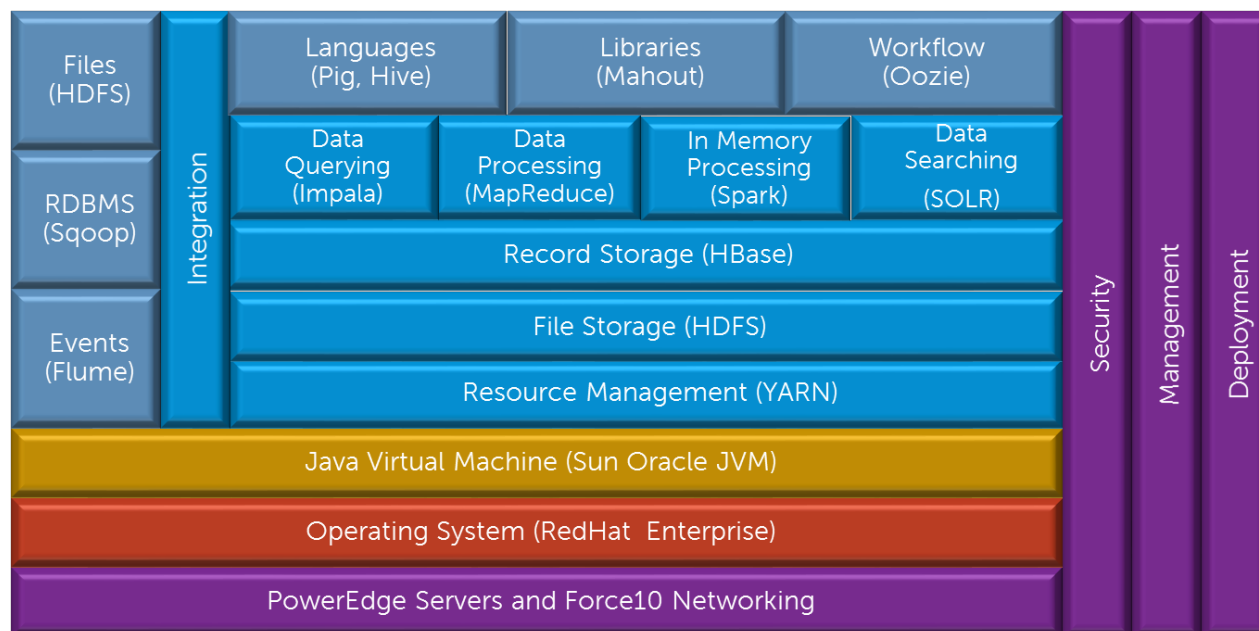 Files
(HDFS)
RDBMS
(Sqoop)
Events
(Flume)
Integration
Languages
(Pig, Hive)
Libraries
(Mahout)
Workflow
(Oozie)
Data
Querying
(Impala)
Data
Processing
(MapReduce)
In Memory
Processing
(Spark)
Data
Searching
(SOLR)
Record Storage (HBase)
File Storage (HDFS)
Resource Management (YARN)
Java Virtual Machine (Sun Oracle JVM)
Operating System (RedHat Enterprise)
PowerEdge Servers and Force10 Networking
Security
Management
Deployment